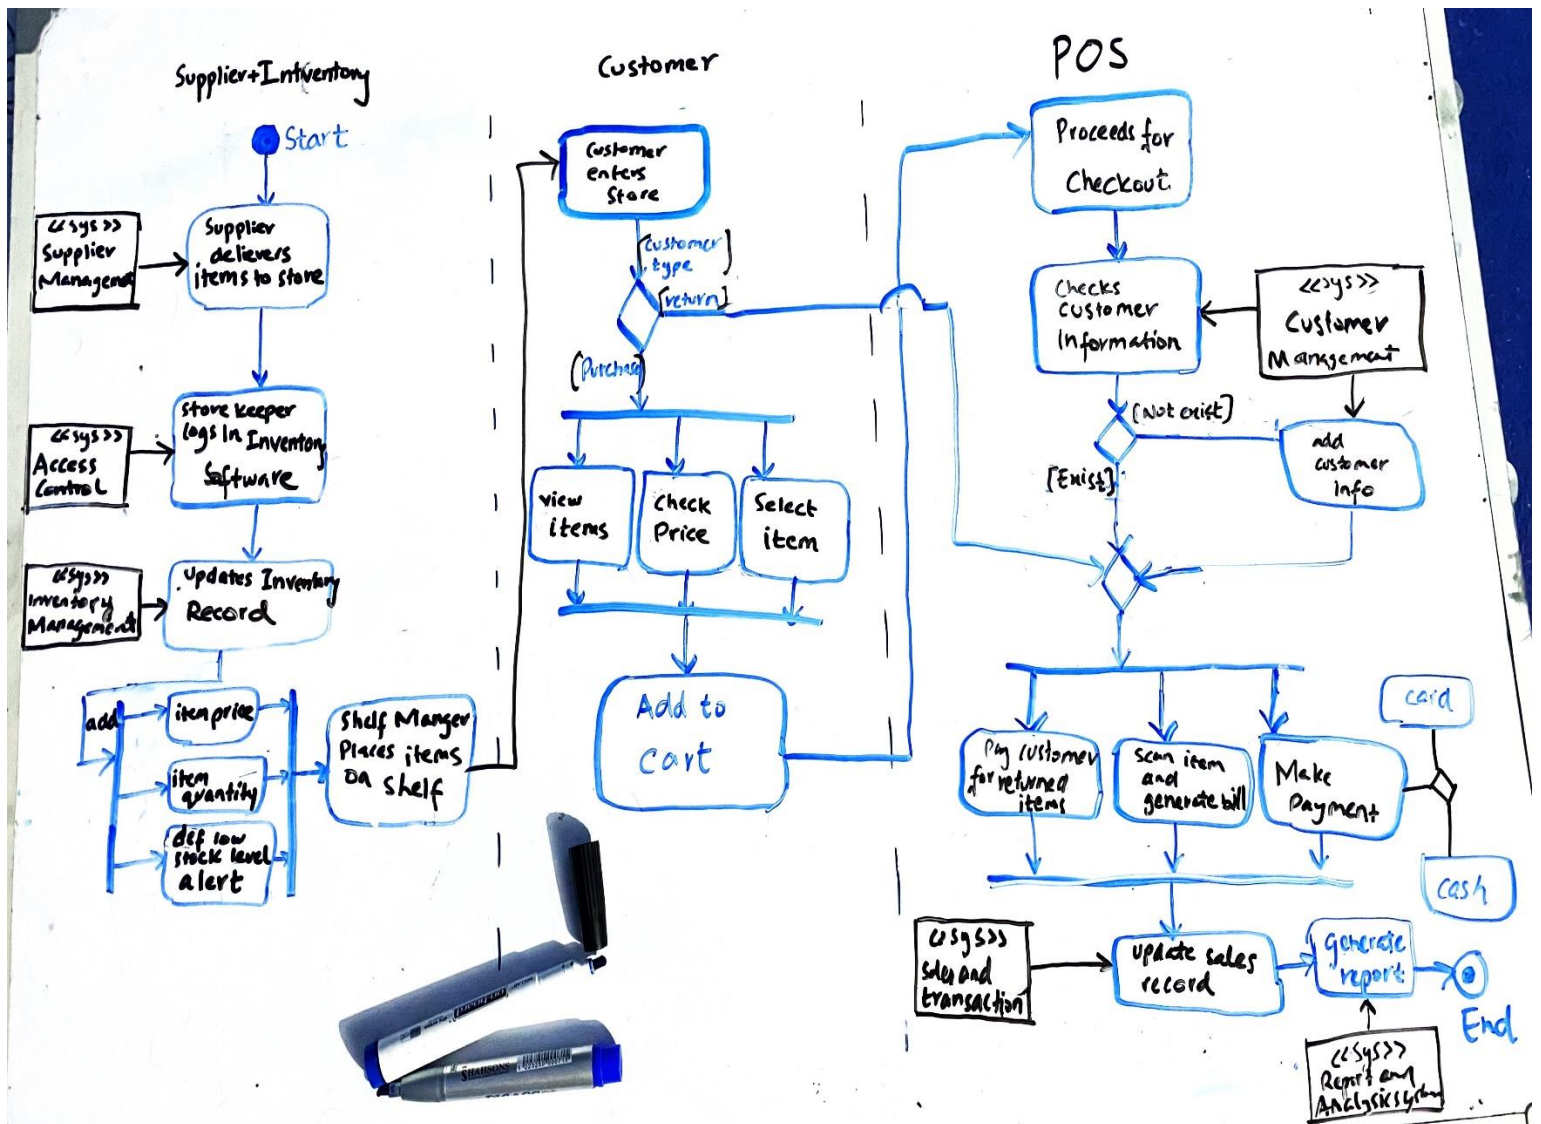 Supplier+Intventory
Start
<<sys>>
Supplier
Managemen
Supplier
delievers
items to store
<<sys>>
Access
Control
store keeper
logs In Inventory
Software
<<sys>>
Inventory
Management
updates Inventory
Record
add
item price
item
quantity
def low
stock level
alert
Shelf Manger
Places items
on shelf
Customer
Customer
enters
Store
[customer
type]
[return]
[Purchase]
view
items
Check
Price
Select
item
Add to
cart
POS
Proceeds for
Checkout
Checks
customer
Information
<<sys>>
Customer
Management
[Not exist]
[Exist]
add
customer
info
Pay customer
for returned
items
scan item
and
generate bill
Make
Payment
card
cash
<<sys>>
Sales and
transaction
update sales
record
Generate
report
End
<<sys>>
Report and
Analysis system
SHAHSONS